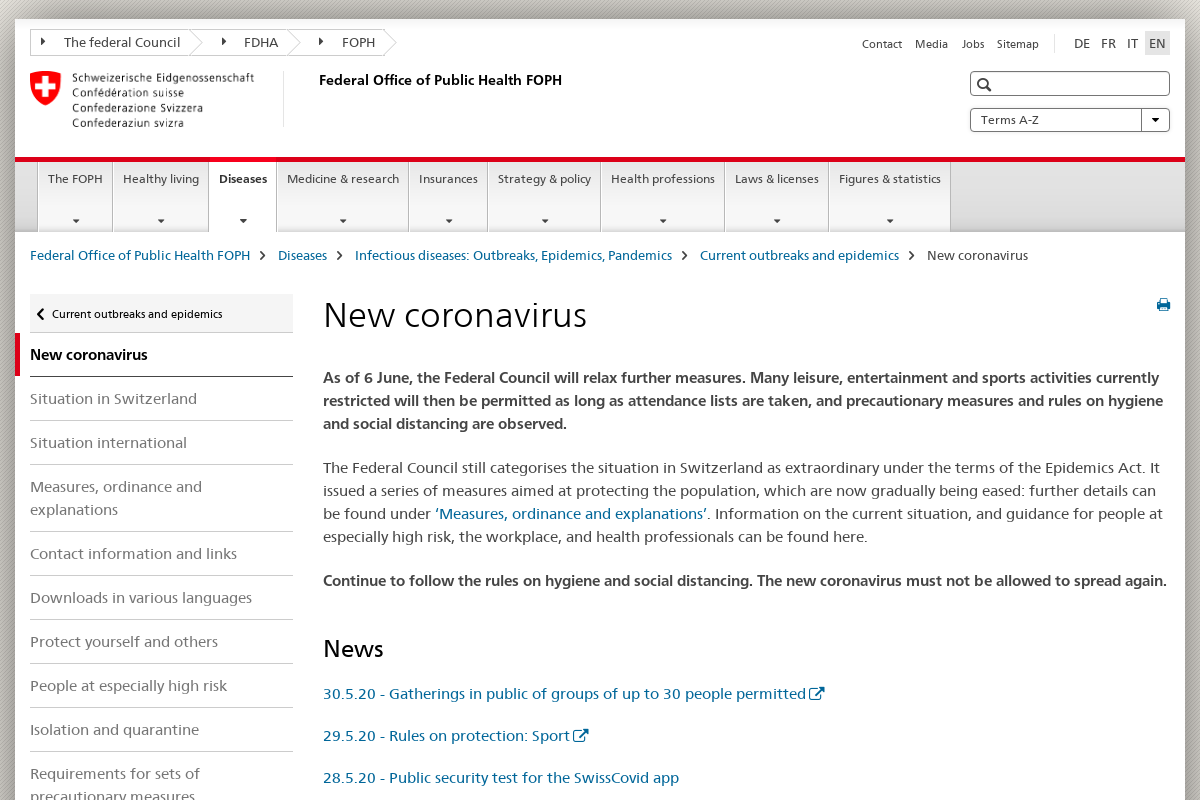 The federal Council
FDHA
FOPH
Contact
Media
Jobs
Sitemap
DE
FR
IT
EN
Schweizerische Eidgenossenschaft
Confédération suisse
Confederazione Svizzera
Confederaziun svizra
Federal Office of Public Health FOPH
Terms A-Z
The FOPH
Healthy living
Diseases
Medicine & research
Insurances
Strategy & policy
Health professions
Laws & licenses
Figures & statistics
Federal Office of Public Health FOPH
Diseases
Infectious diseases: Outbreaks, Epidemics, Pandemics
Current outbreaks and epidemics
New coronavirus
Current outbreaks and epidemics
New coronavirus
Situation in Switzerland
Situation international
Measures, ordinance and
explanations
Contact information and links
Downloads in various languages
Protect yourself and others
People at especially high risk
Isolation and quarantine
Requirements for sets of
precautionary measures
New coronavirus
As of 6 June, the Federal Council will relax further measures. Many leisure, entertainment and sports activities currently
restricted will then be permitted as long as attendance lists are taken, and precautionary measures and rules on hygiene
and social distancing are observed.
The Federal Council still categorises the situation in Switzerland as extraordinary under the terms of the Epidemics Act. It
issued a series of measures aimed at protecting the population, which are now gradually being eased: further details can
be found under ‘Measures, ordinance and explanations’. Information on the current situation, and guidance for people at
especially high risk, the workplace, and health professionals can be found here.
Continue to follow the rules on hygiene and social distancing. The new coronavirus must not be allowed to spread again.
News
30.5.20 - Gatherings in public of groups of up to 30 people permitted
29.5.20 - Rules on protection: Sport
28.5.20 - Public security test for the SwissCovid app